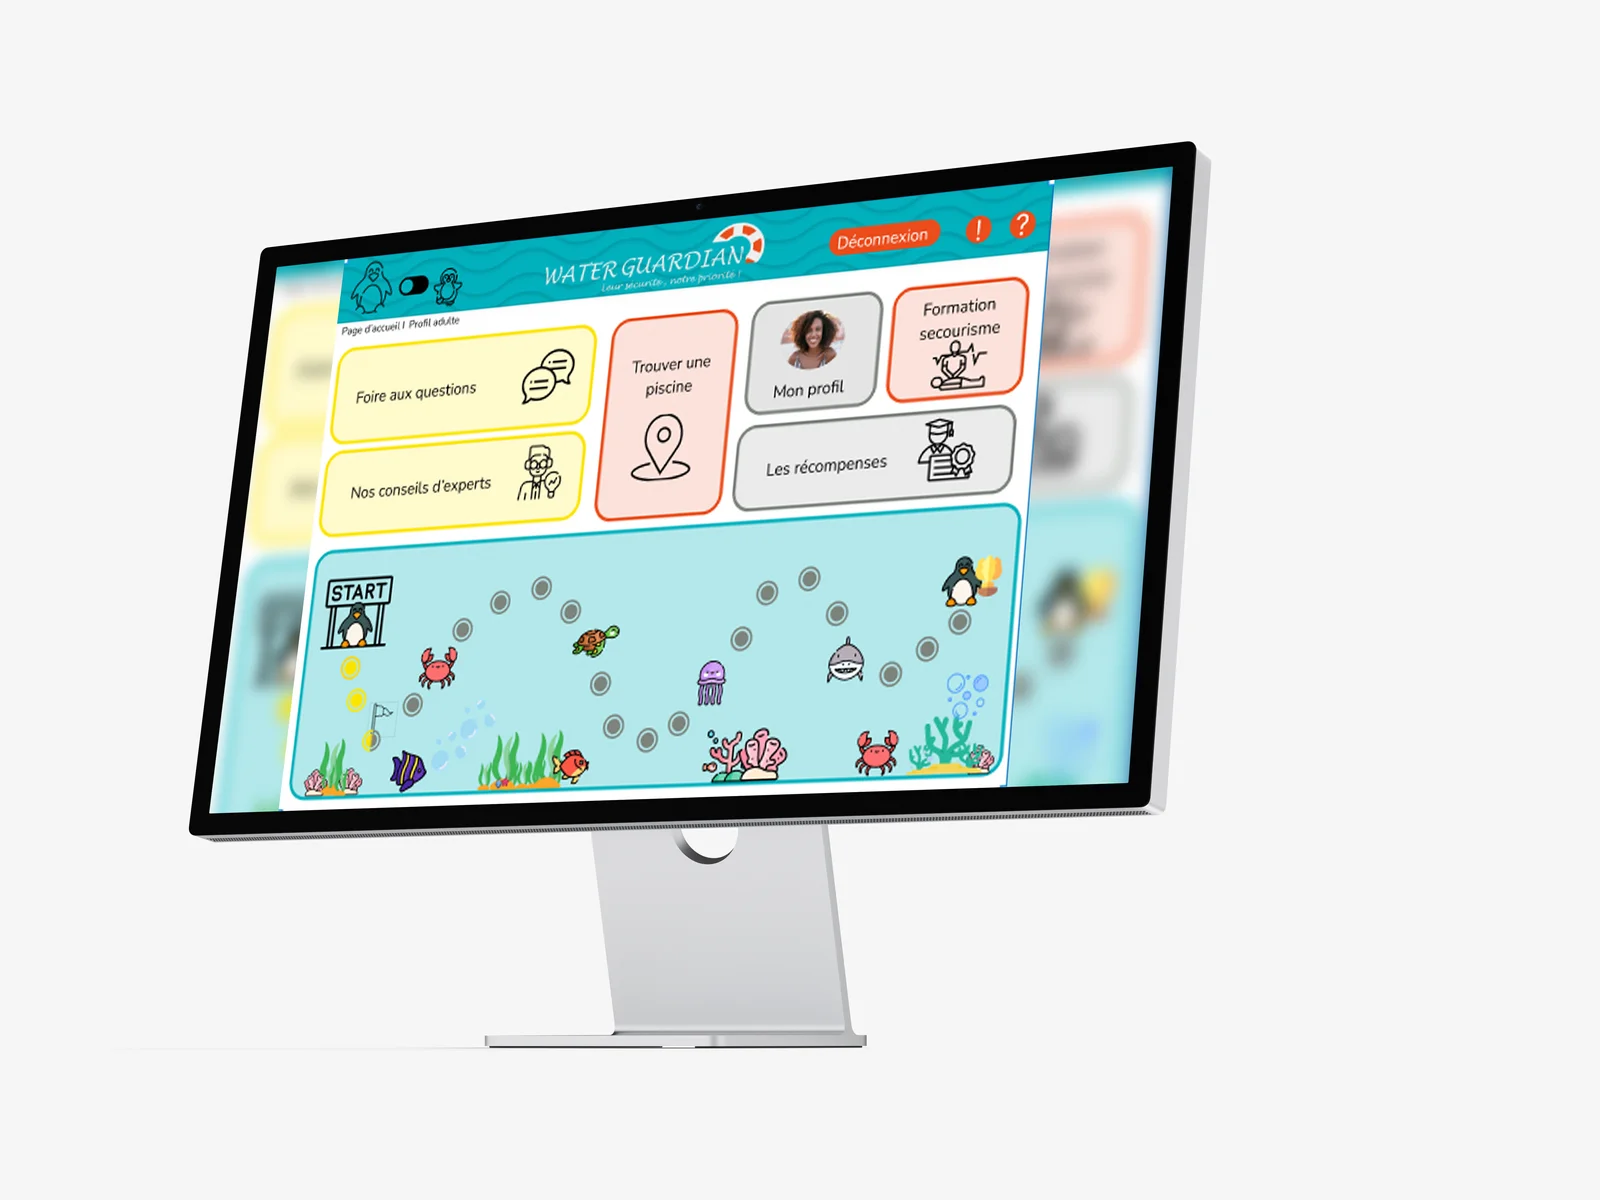 WATER GUARDIAN
leur sécurité, notre priorité !
Déconnexion
!
?
Page d'accueil I Profil adulte
Foire aux questions
Nos conseils d'experts
Trouver une
piscine
Mon profil
Formation
secourisme
Les récompenses
START